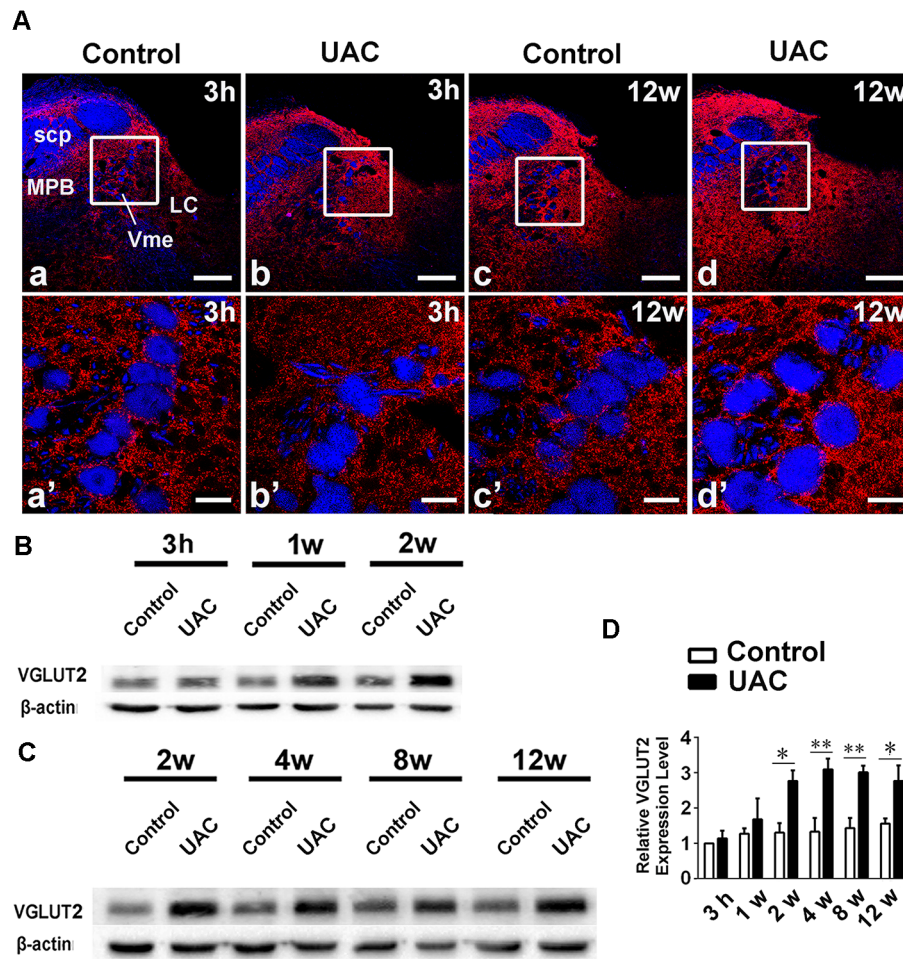 A
Control UAC Control UAC
3h 3h 12w 12w
scp
MPB
LC
Vme
a b c d
3h 3h 12w 12w
a' b' c' d'
B
3h 1w 2w
Control UAC Control UAC Control UAC
VGLUT2
β-actin
C
2w 4w 8w 12w
Control UAC Control UAC Control UAC Control UAC
VGLUT2
β-actin
D
Control
UAC
Relative VGLUT2
Expression Level
4
3
2
1
0
* ** ** *
3 h 1 w 2 w 4 w 8 w 12 w